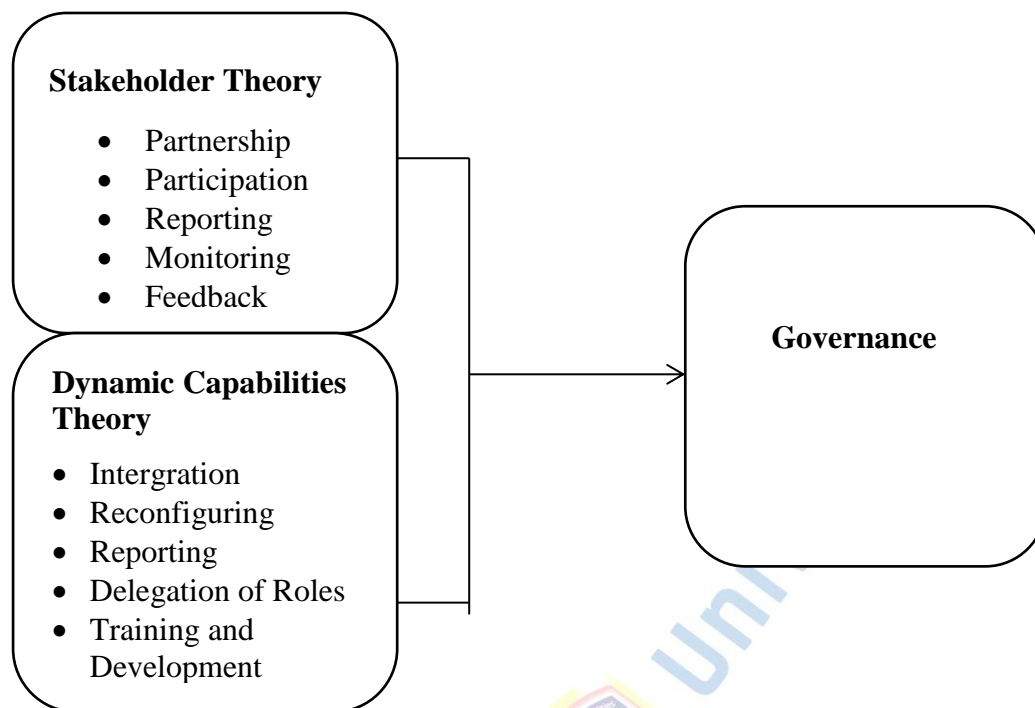 Stakeholder Theory
• Partnership
• Participation
• Reporting
• Monitoring
• Feedback
Dynamic Capabilities
Theory
• Intergration
• Reconfiguring
• Reporting
• Delegation of Roles
• Training and
Development
Governance